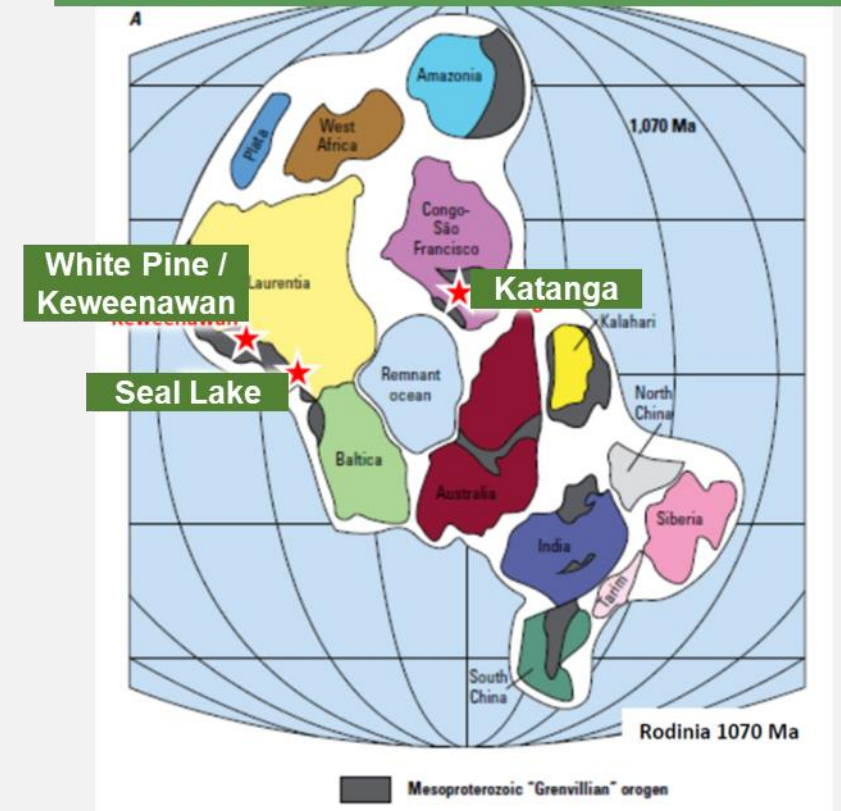 A
Amazonia
1,070 Ma
West
Africa
Plata
Congo-
São
Francisco
White Pine /
Keweenawan
Laurentia
Katanga
Keweenawan
Kalahari
Seal Lake
Remnant
ocean
North
China
Baltica
Australia
Siberia
India
Tarim
South
China
Rodinia 1070 Ma
Mesoproterozoic "Grenvillian" orogen